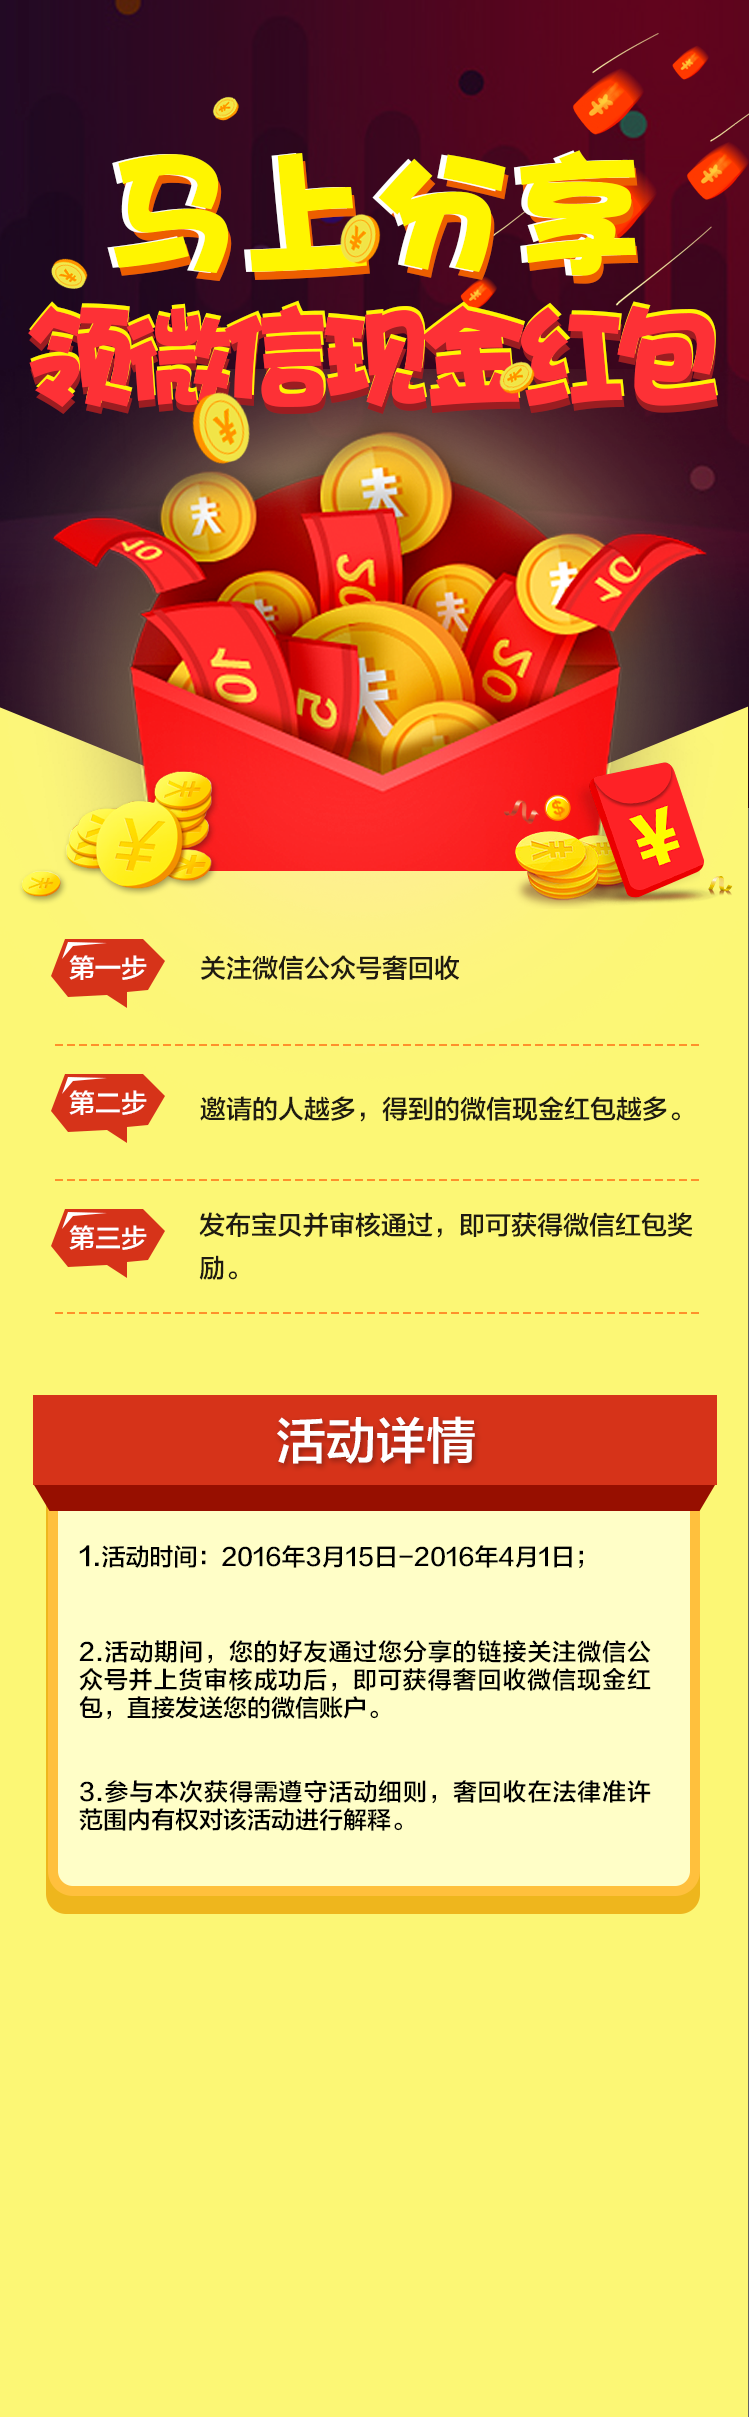 马上分享
领微信现金红包
10
20
10
10
5
20
第一步
关注微信公众号奢回收
第二步
邀请的人越多，得到的微信现金红包越多。
第三步
发布宝贝并审核通过，即可获得微信红包奖
励。
活动详情
1.活动时间：2016年3月15日-2016年4月1日；
2.活动期间，您的好友通过您分享的链接关注微信公
众号并上货审核成功后，即可获得奢回收微信现金红
包，直接发送您的微信账户。
3.参与本次获得需遵守活动细则，奢回收在法律准许
范围内有权对该活动进行解释。